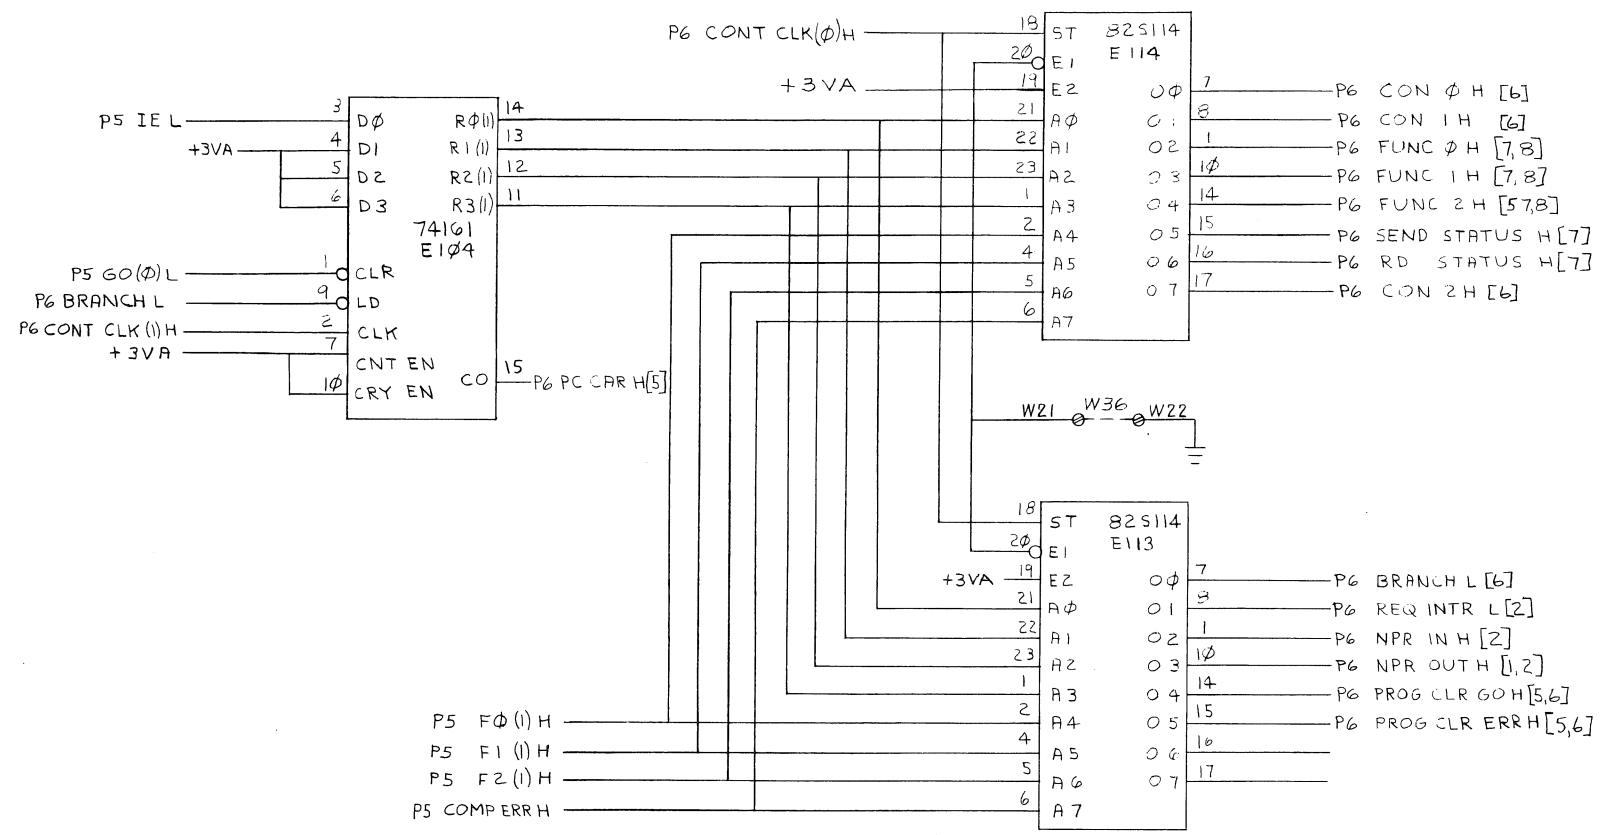 P6 CONT CLK(Ø)H
+3VA
18 ST 82S114
20 E1 E114
19 E2
21 AØ
22 A1
23 A2
1 A3
2 A4
4 A5
5 A6
6 A7
OØ 7 P6 CON Ø H [6]
O1 8 P6 CON 1 H [6]
O2 1 P6 FUNC Ø H [7,8]
O3 1Ø P6 FUNC 1 H [7,8]
O4 14 P6 FUNC 2 H [57,8]
O5 15 P6 SEND STATUS H[7]
O6 16 P6 RD STATUS H[7]
O7 17 P6 CON 2H [6]
P5 IE L
+3VA
3 DØ
4 D1
5 D2
6 D3
RØ(1) 14
R1(1) 13
R2(1) 12
R3(1) 11
74161
E1Ø4
P5 GO(Ø)L 1 CLR
P6 BRANCH L 9 LD
P6 CONT CLK(1)H 2 CLK
+3VA 7 CNT EN
1Ø CRY EN
CO 15 P6 PC CAR H[5]
W21 W36 W22
18 ST 82S114
2Ø E1 E113
+3VA 19 E2
21 AØ
22 A1
23 A2
1 A3
2 A4
4 A5
5 A6
6 A7
OØ 7 P6 BRANCH L [6]
O1 9 P6 REQ INTR L[2]
O2 1 P6 NPR IN H [2]
O3 1Ø P6 NPR OUT H [1,2]
O4 14 P6 PROG CLR GO H[5,6]
O5 15 P6 PROG CLR ERR H[5,6]
O6 16
O7 17
P5 FØ(1)H
P5 F1(1)H
P5 F2(1)H
P5 COMP ERR H